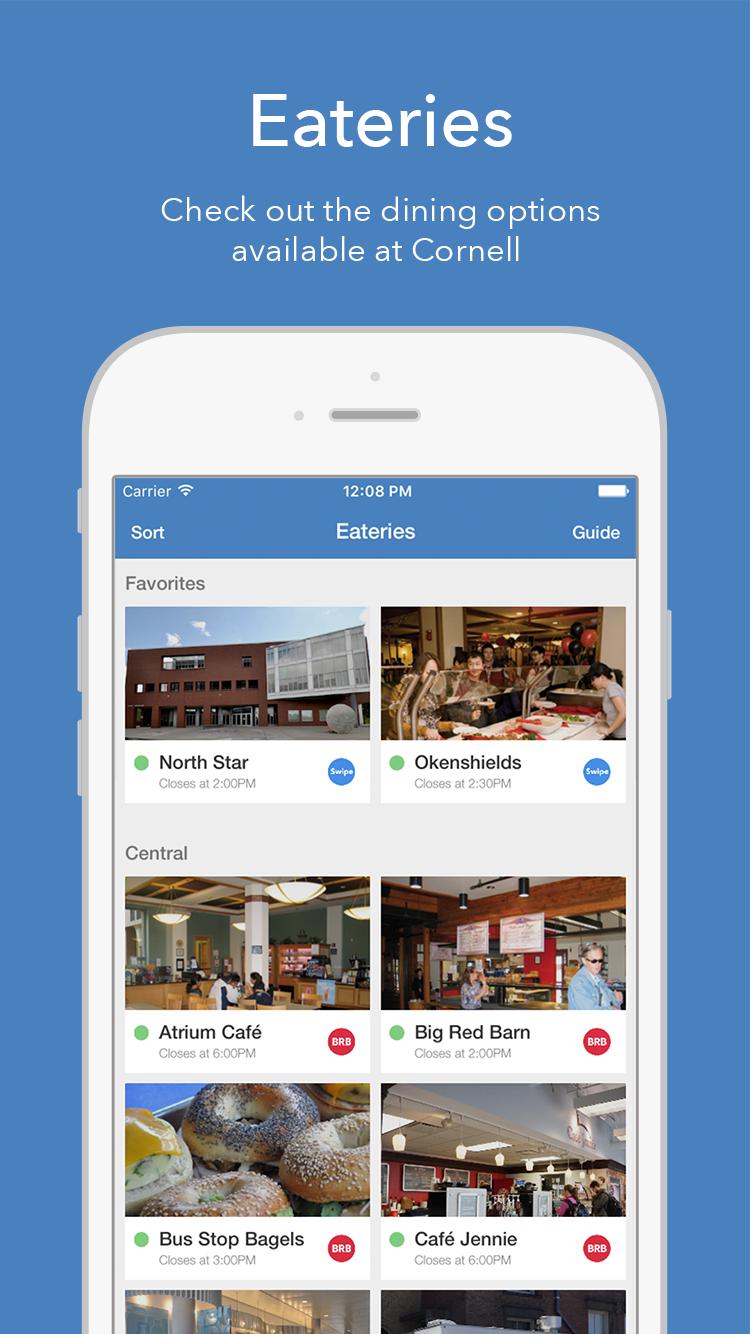 Eateries
Check out the dining options
available at Cornell
Carrier 12:08 PM
Sort Eateries Guide
Favorites
North Star
Closes at 2:00PM
Swipe
Okenshields
Closes at 2:30PM
Swipe
Central
Atrium Café
Closes at 6:00PM
BRB
Big Red Barn
Closes at 2:00PM
BRB
Bus Stop Bagels
Closes at 3:00PM
BRB
Café Jennie
Closes at 6:00PM
BRB